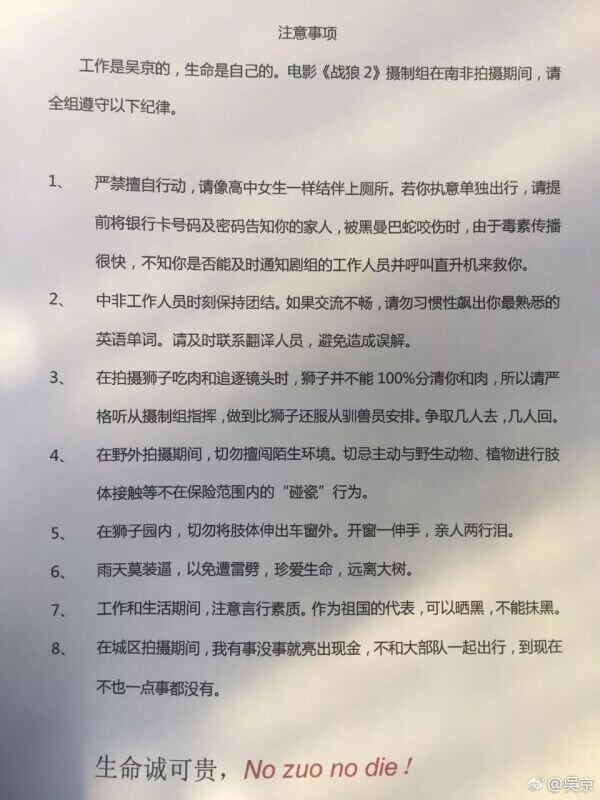 注意事项
工作是吴京的，生命是自己的。电影《战狼2》摄制组在南非拍摄期间，请
全组遵守以下纪律。
1、 严禁擅自行动，请像高中女生一样结伴上厕所。若你执意单独出行，请提
前将银行卡号码及密码告知你的家人，被黑曼巴蛇咬伤时，由于毒素传播
很快，不知你是否能及时通知剧组的工作人员并呼叫直升机来救你。
2、 中非工作人员时刻保持团结。如果交流不畅，请勿习惯性飙出你最熟悉的
英语单词。请及时联系翻译人员，避免造成误解。
3、 在拍摄狮子吃肉和追逐镜头时，狮子并不能100%分清你和肉，所以请严
格听从摄制组指挥，做到比狮子还服从驯兽员安排。争取几人去，几人回。
4、 在野外拍摄期间，切勿擅闯陌生环境。切忌主动与野生动物、植物进行肢
体接触等不在保险范围内的“碰瓷”行为。
5、 在狮子园内，切勿将肢体伸出车窗外。开窗一伸手，亲人两行泪。
6、 雨天莫装逼，以免遭雷劈，珍爱生命，远离大树。
7、 工作和生活期间，注意言行素质。作为祖国的代表，可以晒黑，不能抹黑。
8、 在城区拍摄期间，我有事没事就亮出现金，不和大部队一起出行，到现在
不也一点事都没有。
生命诚可贵，No zuo no die！
@吴京